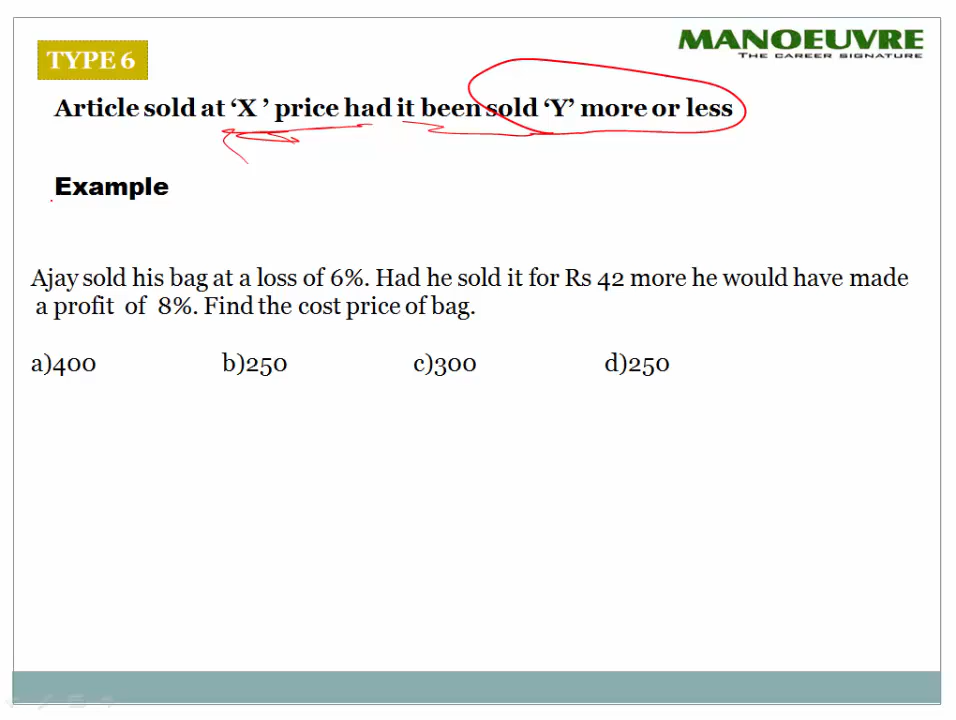 MANOEUVRE
THE CAREER SIGNATURE
TYPE 6
Article sold at ‘X ’ price had it been sold ‘Y’ more or less
Example
Ajay sold his bag at a loss of 6%. Had he sold it for Rs 42 more he would have made
a profit of 8%. Find the cost price of bag.
a)400 b)250 c)300 d)250